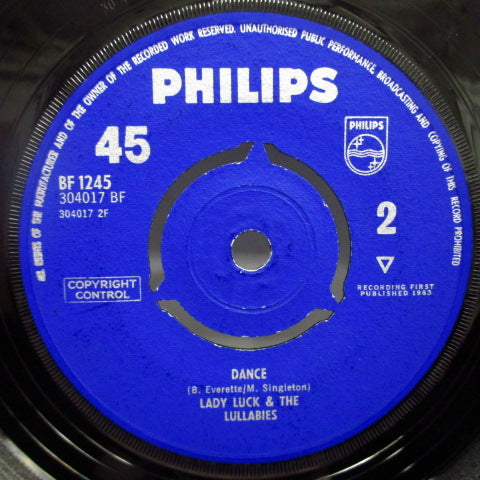 ALL RIGHTS OF THE MANUFACTURER AND OF THE OWNER OF THE RECORDED WORK RESERVED. UNAUTHORISED PUBLIC PERFORMANCE, BROADCASTING AND COPYING OF THIS RECORD PROHIBITED
PHILIPS
45
PHILIPS
BF 1245
304017 BF
304017 2F
2
COPYRIGHT
CONTROL
RECORDING FIRST
PUBLISHED 1963
DANCE
(B. Everette/M. Singleton)
LADY LUCK & THE
LULLABIES